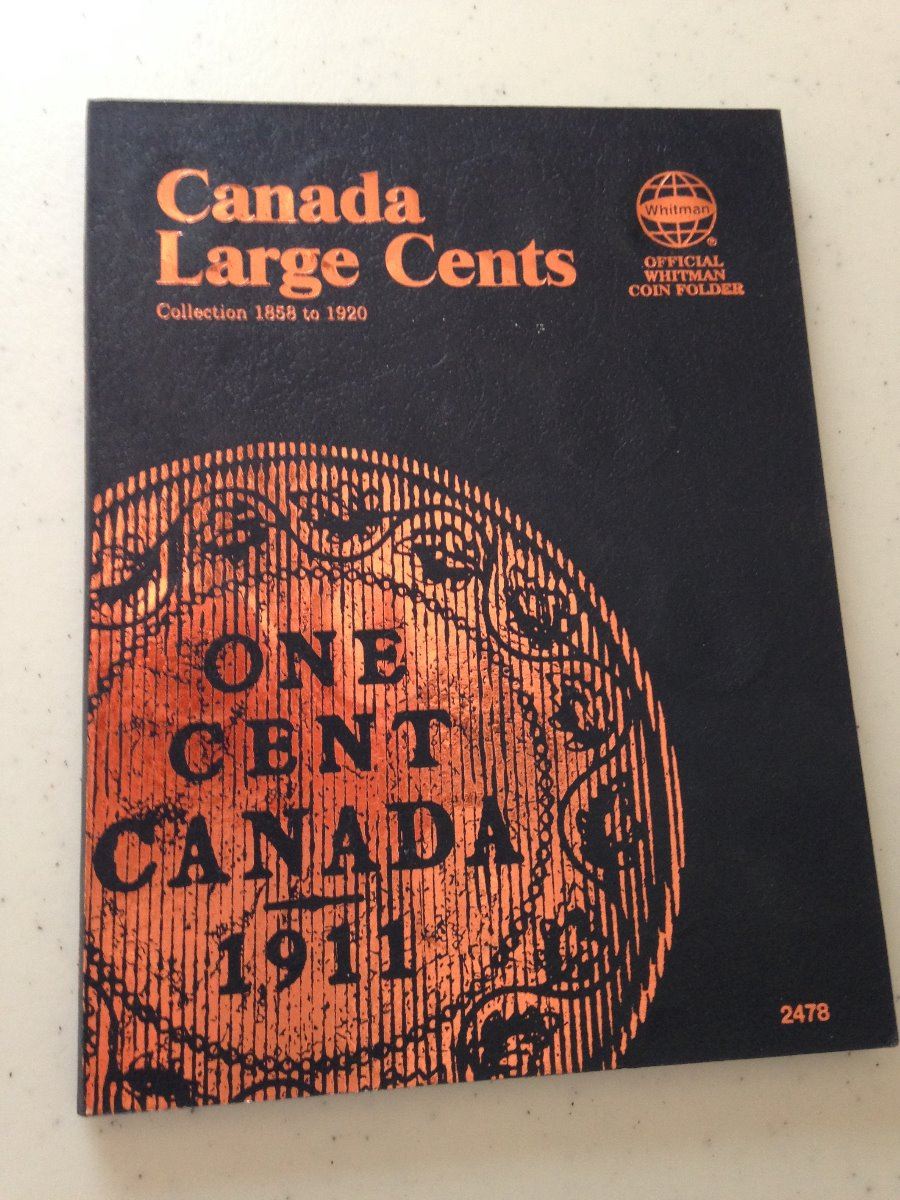 Canada
Large Cents
Collection 1858 to 1920
Whitman®
OFFICIAL
WHITMAN
COIN FOLDER
ONE
CENT
CANADA
1911
2478